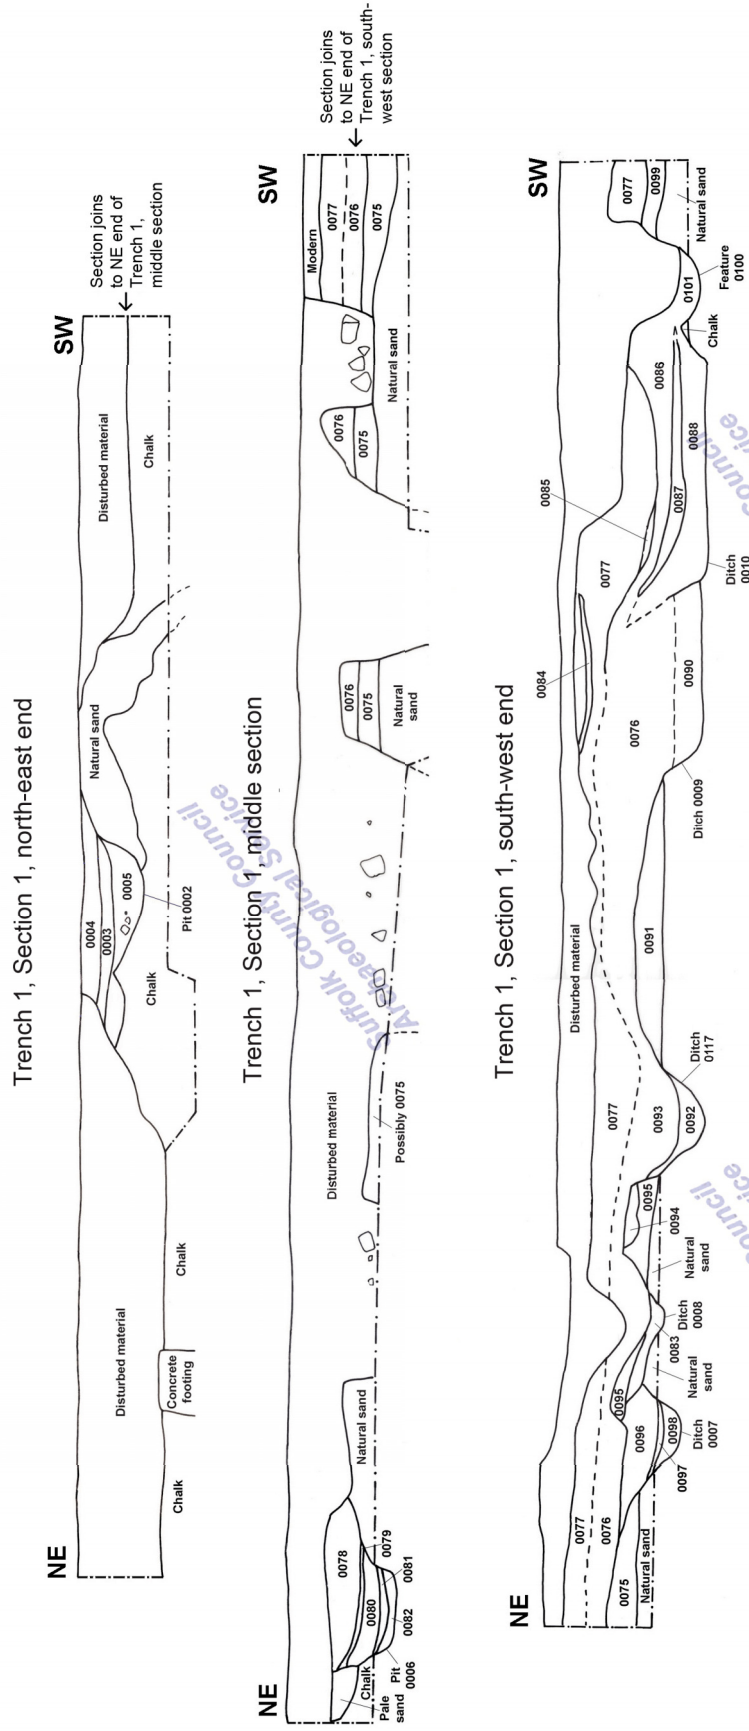 Trench 1, Section 1, north-east end
NE
SW
Section joins
to NE end of
Trench 1,
middle section
Disturbed material
Chalk
Concrete
footing
Chalk
Chalk
0004
0003
0005
Pit 0002
Natural sand
Disturbed material
Chalk
Trench 1, Section 1, middle section
NE
SW
Section joins
to NE end of
Trench 1, south-
west section
Pale
sand
Chalk
Pit
0006
0078
0079
0080
0081
0082
Natural sand
Disturbed material
Possibly 0075
0076
0075
Natural
sand
0076
0075
Natural sand
Modern
0077
0076
0075
Suffolk County Council
Archaeological Service
Trench 1, Section 1, south-west end
NE
SW
0077
0076
0075
Natural sand
0096
0097
0098
Ditch
0007
0095
Natural
sand
0083
Ditch
0008
Natural
sand
0094
0095
0077
0093
0092
Ditch
0117
Disturbed material
0091
0084
0076
Ditch 0009
0090
0077
0085
Ditch
0010
0087
0088
0086
Chalk
0101
Feature
0100
0077
0099
Natural sand
Council
Council